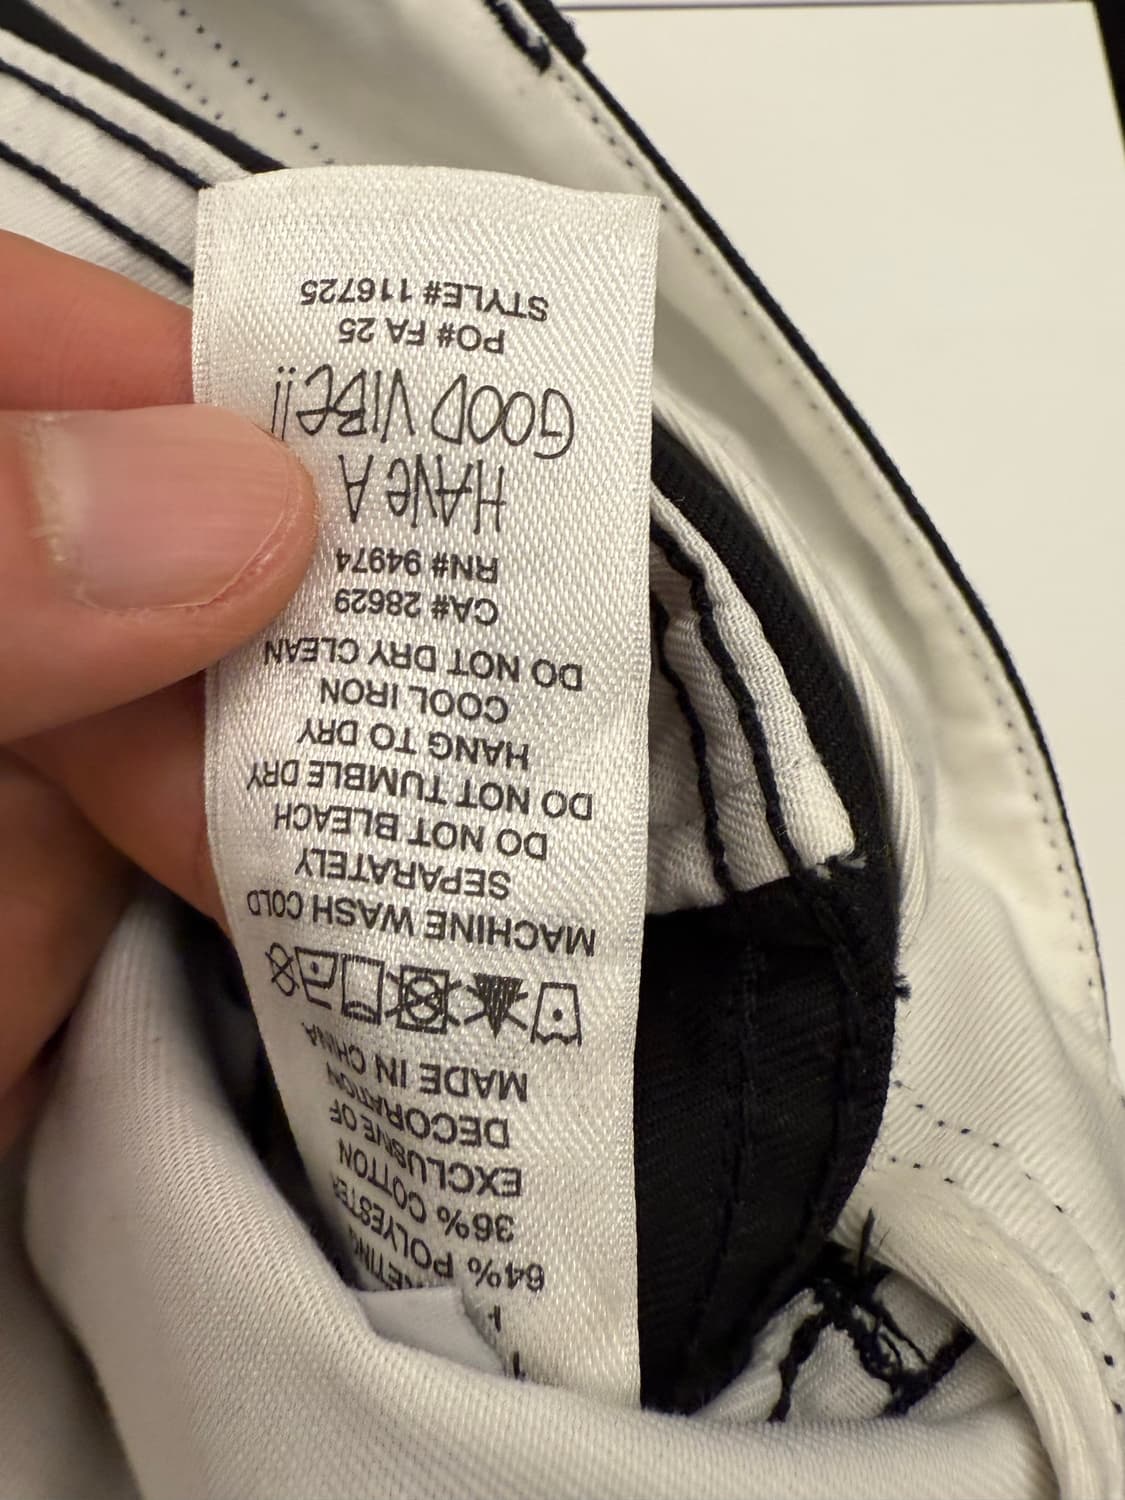 64% POLYESTER
36% COTTON
EXCLUSIVE OF
DECORATION
MADE IN CHINA
MACHINE WASH COLD
SEPARATELY
DO NOT BLEACH
DO NOT TUMBLE DRY
HANG TO DRY
COOL IRON
DO NOT DRY CLEAN
CA# 28629
RN# 94974
HAVE A
GOOD VIBE!!
PO# FA 25
STYLE# 116725